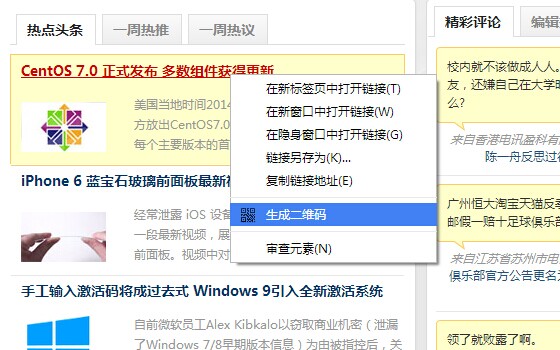 热点头条
一周热推
一周热议
CentOS 7.0 正式发布 多数组件获得更新
美国当地时间2014
方放出CentOS7.0
每个主要版本的首
iPhone 6 蓝宝石玻璃前面板最新视
经常泄露 iOS 设备
一段最新视频，展
前面板。视频中对
手工输入激活码将成过去式 Windows 9引入全新激活系统
自前微软员工Alex Kibkalo以窃取商业机密（泄漏
了Windows 7/8早期版本信息）为由被指控后，关
在新标签页中打开链接(T)
在新窗口中打开链接(W)
在隐身窗口中打开链接(G)
链接另存为(K)...
复制链接地址(E)
生成二维码
审查元素(N)
精彩评论
编辑
校内就不该做成人人。
友，还嫌自己在大学时
么？
来自香港电讯盈科有
陈一舟反思过
广州恒大淘宝天猫反
邮假一赔十足球俱乐部
来自江苏省苏州市电
俱乐部官方公告更名
领了就败露了啊。